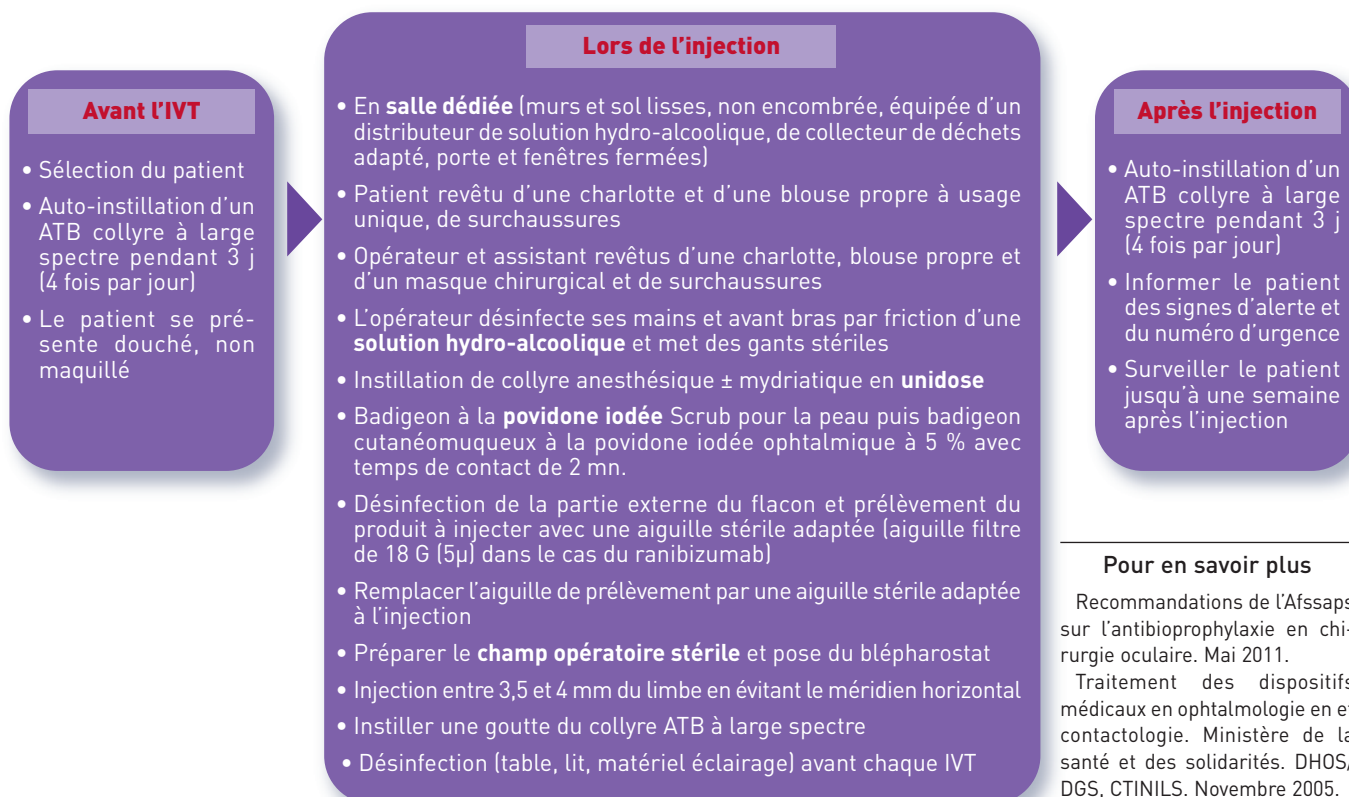 Avant l'IVT
• Sélection du patient
• Auto-instillation d'un
ATB collyre à large
spectre pendant 3 j
(4 fois par jour)
• Le patient se pré-
sente douché, non
maquillé
Lors de l'injection
• En salle dédiée (murs et sol lisses, non encombrée, équipée d'un
distributeur de solution hydro-alcoolique, de collecteur de déchets
adapté, porte et fenêtres fermées)
• Patient revêtu d'une charlotte et d'une blouse propre à usage
unique, de surchaussures
• Opérateur et assistant revêtus d'une charlotte, blouse propre et
d'un masque chirurgical et de surchaussures
• L'opérateur désinfecte ses mains et avant bras par friction d'une
solution hydro-alcoolique et met des gants stériles
• Instillation de collyre anesthésique ± mydriatique en unidose
• Badigeon à la povidone iodée Scrub pour la peau puis badigeon
cutanéomuqueux à la povidone iodée ophtalmique à 5 % avec
temps de contact de 2 mn.
• Désinfection de la partie externe du flacon et prélèvement du
produit à injecter avec une aiguille stérile adaptée (aiguille filtre
de 18 G (5µ) dans le cas du ranibizumab)
• Remplacer l'aiguille de prélèvement par une aiguille stérile adaptée
à l'injection
• Préparer le champ opératoire stérile et pose du blépharostat
• Injection entre 3,5 et 4 mm du limbe en évitant le méridien horizontal
• Instiller une goutte du collyre ATB à large spectre
• Désinfection (table, lit, matériel éclairage) avant chaque IVT
Après l'injection
• Auto-instillation d'un
ATB collyre à large
spectre pendant 3 j
(4 fois par jour)
• Informer le patient
des signes d'alerte et
du numéro d'urgence
• Surveiller le patient
jusqu'à une semaine
après l'injection
Pour en savoir plus
Recommandations de l'Afssaps
sur l'antibioprophylaxie en chi-
rurgie oculaire. Mai 2011.
Traitement des dispositifs
médicaux en ophtalmologie en et
contactologie. Ministère de la
santé et des solidarités. DHOS/
DGS, CTINILS. Novembre 2005.